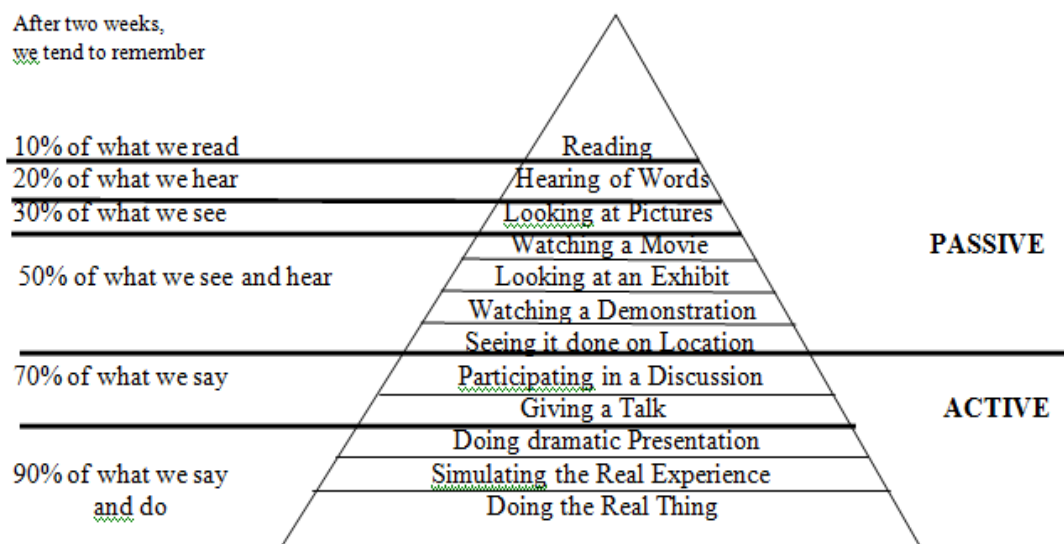 After two weeks,
we tend to remember
10% of what we read
Reading
20% of what we hear
Hearing of Words
30% of what we see
Looking at Pictures
Watching a Movie
PASSIVE
50% of what we see and hear
Looking at an Exhibit
Watching a Demonstration
Seeing it done on Location
70% of what we say
Participating in a Discussion
Giving a Talk
ACTIVE
Doing dramatic Presentation
90% of what we say
and do
Simulating the Real Experience
Doing the Real Thing